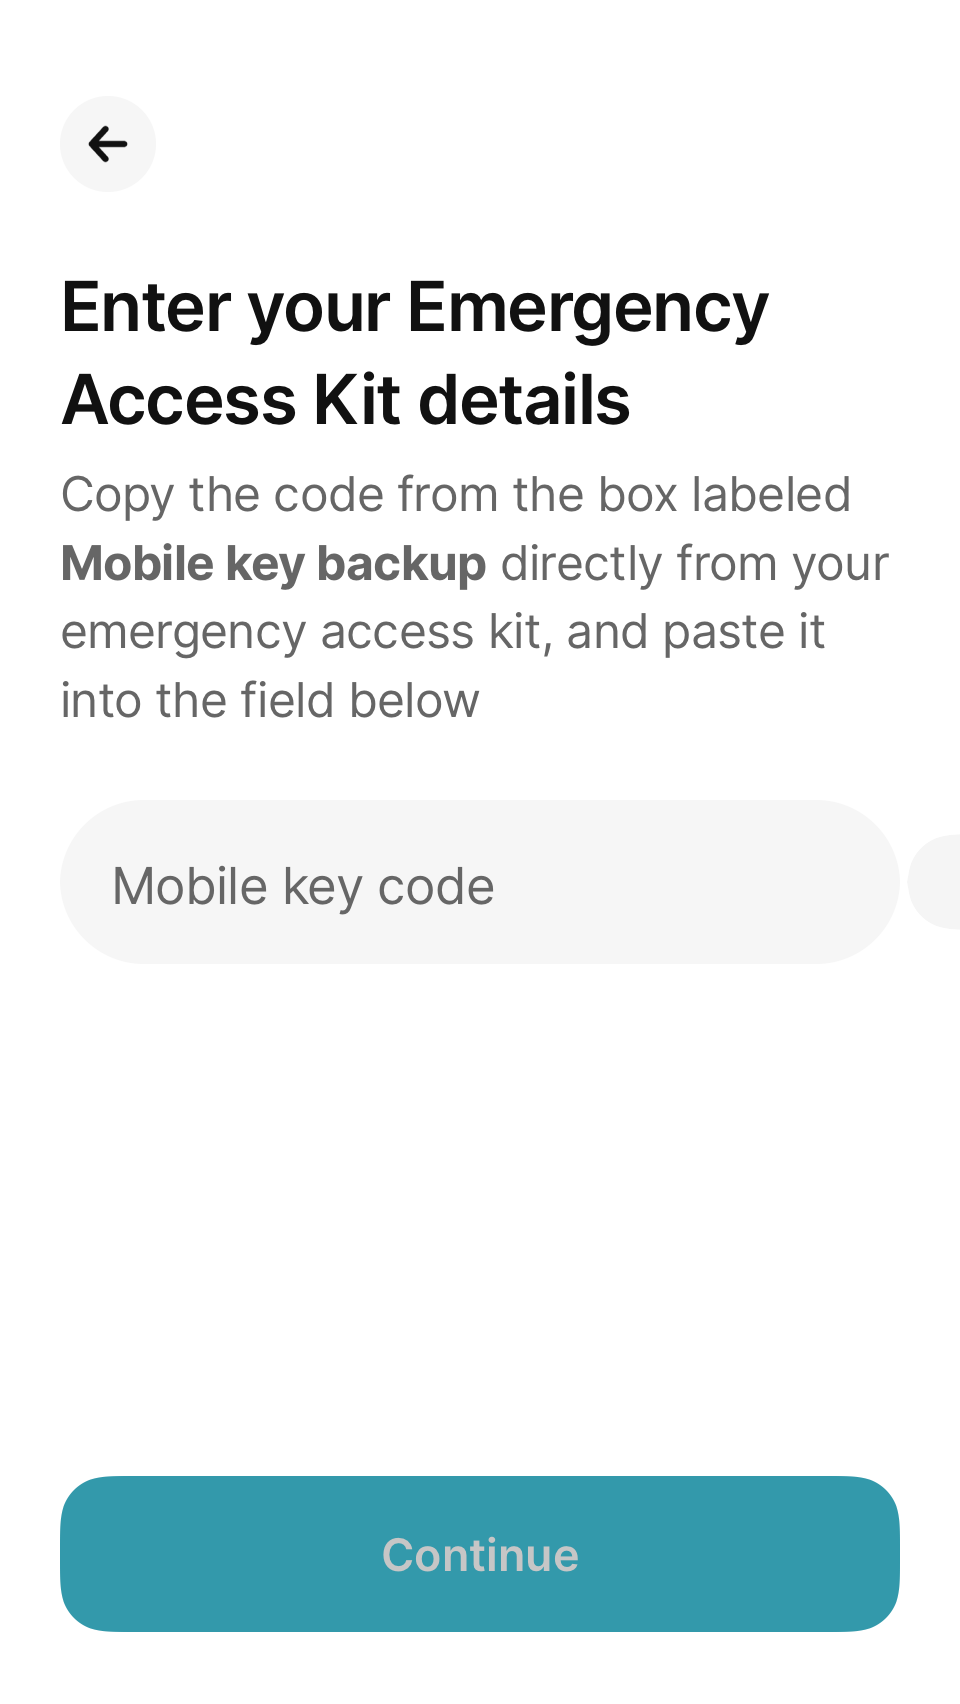 Enter your Emergency
Access Kit details
Copy the code from the box labeled
Mobile key backup directly from your
emergency access kit, and paste it
into the field below
Mobile key code
Continue